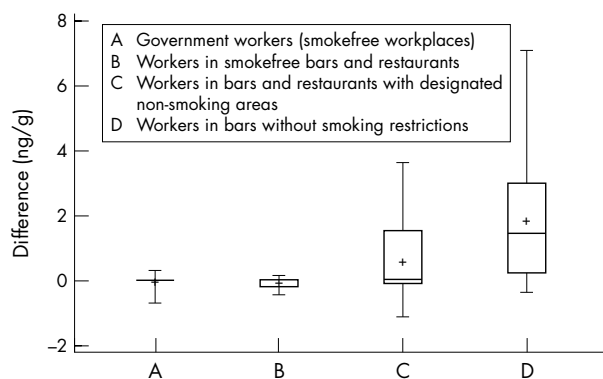 8
6
4
2
0
−2
Difference (ng/g)
A Government workers (smokefree workplaces)
B Workers in smokefree bars and restaurants
C Workers in bars and restaurants with designated
non-smoking areas
D Workers in bars without smoking restrictions
A B C D